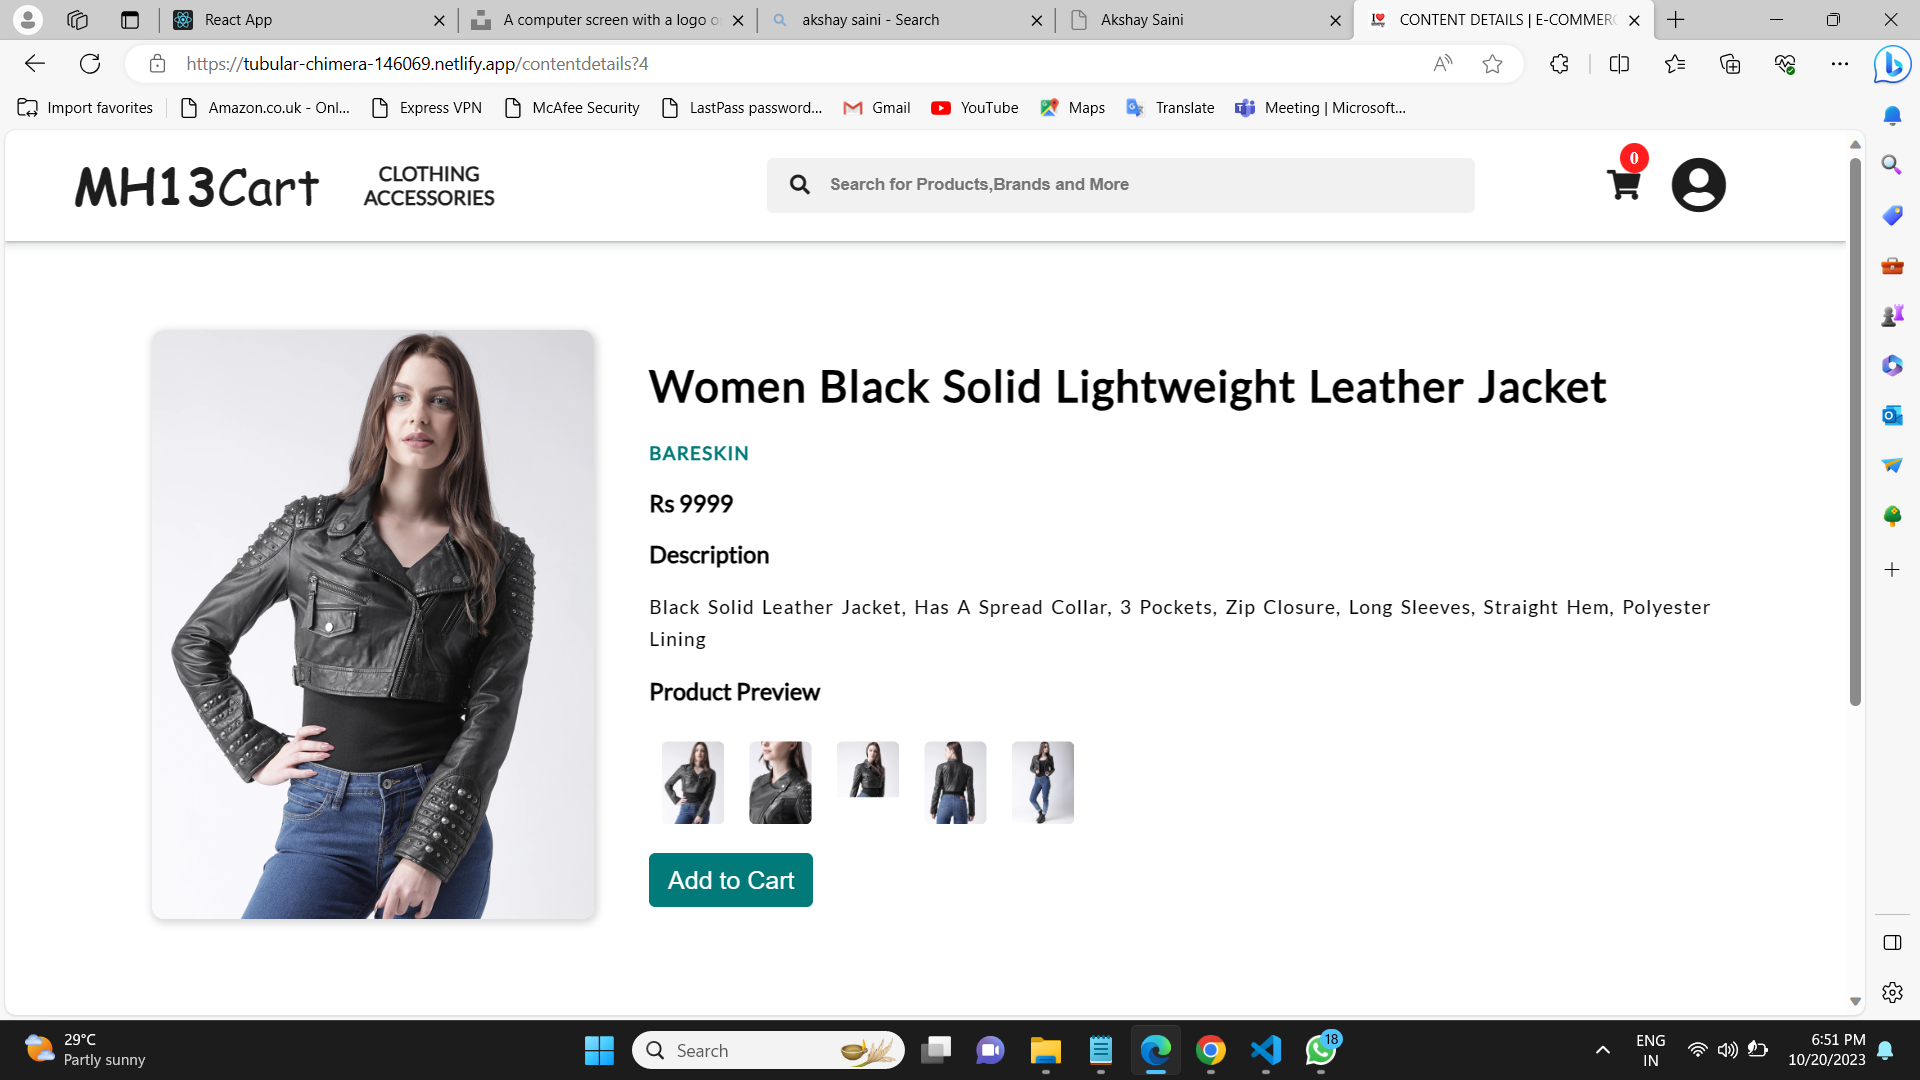 React App
A computer screen with a logo o
akshay saini - Search
Akshay Saini
CONTENT DETAILS | E-COMMERC
https://tubular-chimera-146069.netlify.app/contentdetails?4
Import favorites
Amazon.co.uk - Onl...
Express VPN
McAfee Security
LastPass password...
Gmail
YouTube
Maps
Translate
Meeting | Microsoft...
MH13Cart
CLOTHING
ACCESSORIES
Search for Products,Brands and More
0
Women Black Solid Lightweight Leather Jacket
BARESKIN
Rs 9999
Description
Black Solid Leather Jacket, Has A Spread Collar, 3 Pockets, Zip Closure, Long Sleeves, Straight Hem, Polyester
Lining
Product Preview
Add to Cart
29°C
Partly sunny
Search
18
ENG
IN
6:51 PM
10/20/2023